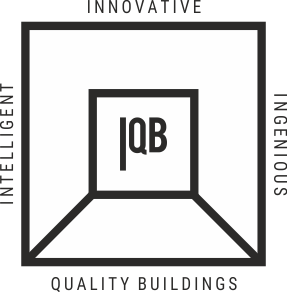 INNOVATIVE
INTELLIGENT
IQB
INGENIOUS
QUALITY BUILDINGS